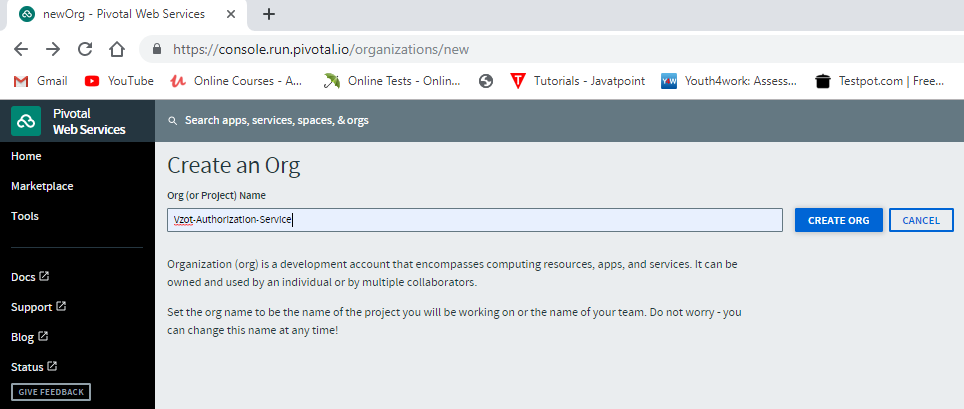 newOrg - Pivotal Web Services
https://console.run.pivotal.io/organizations/new
Gmail YouTube Online Courses - A... Online Tests - Onlin... Tutorials - Javatpoint Youth4work: Assess... Testpot.com | Free...
Pivotal
Web Services
Search apps, services, spaces, & orgs
Home
Marketplace
Tools
Docs
Support
Blog
Status
GIVE FEEDBACK
Create an Org
Org (or Project) Name
Vzot-Authorization-Service
CREATE ORG CANCEL
Organization (org) is a development account that encompasses computing resources, apps, and services. It can be
owned and used by an individual or by multiple collaborators.
Set the org name to be the name of the project you will be working on or the name of your team. Do not worry - you
can change this name at any time!